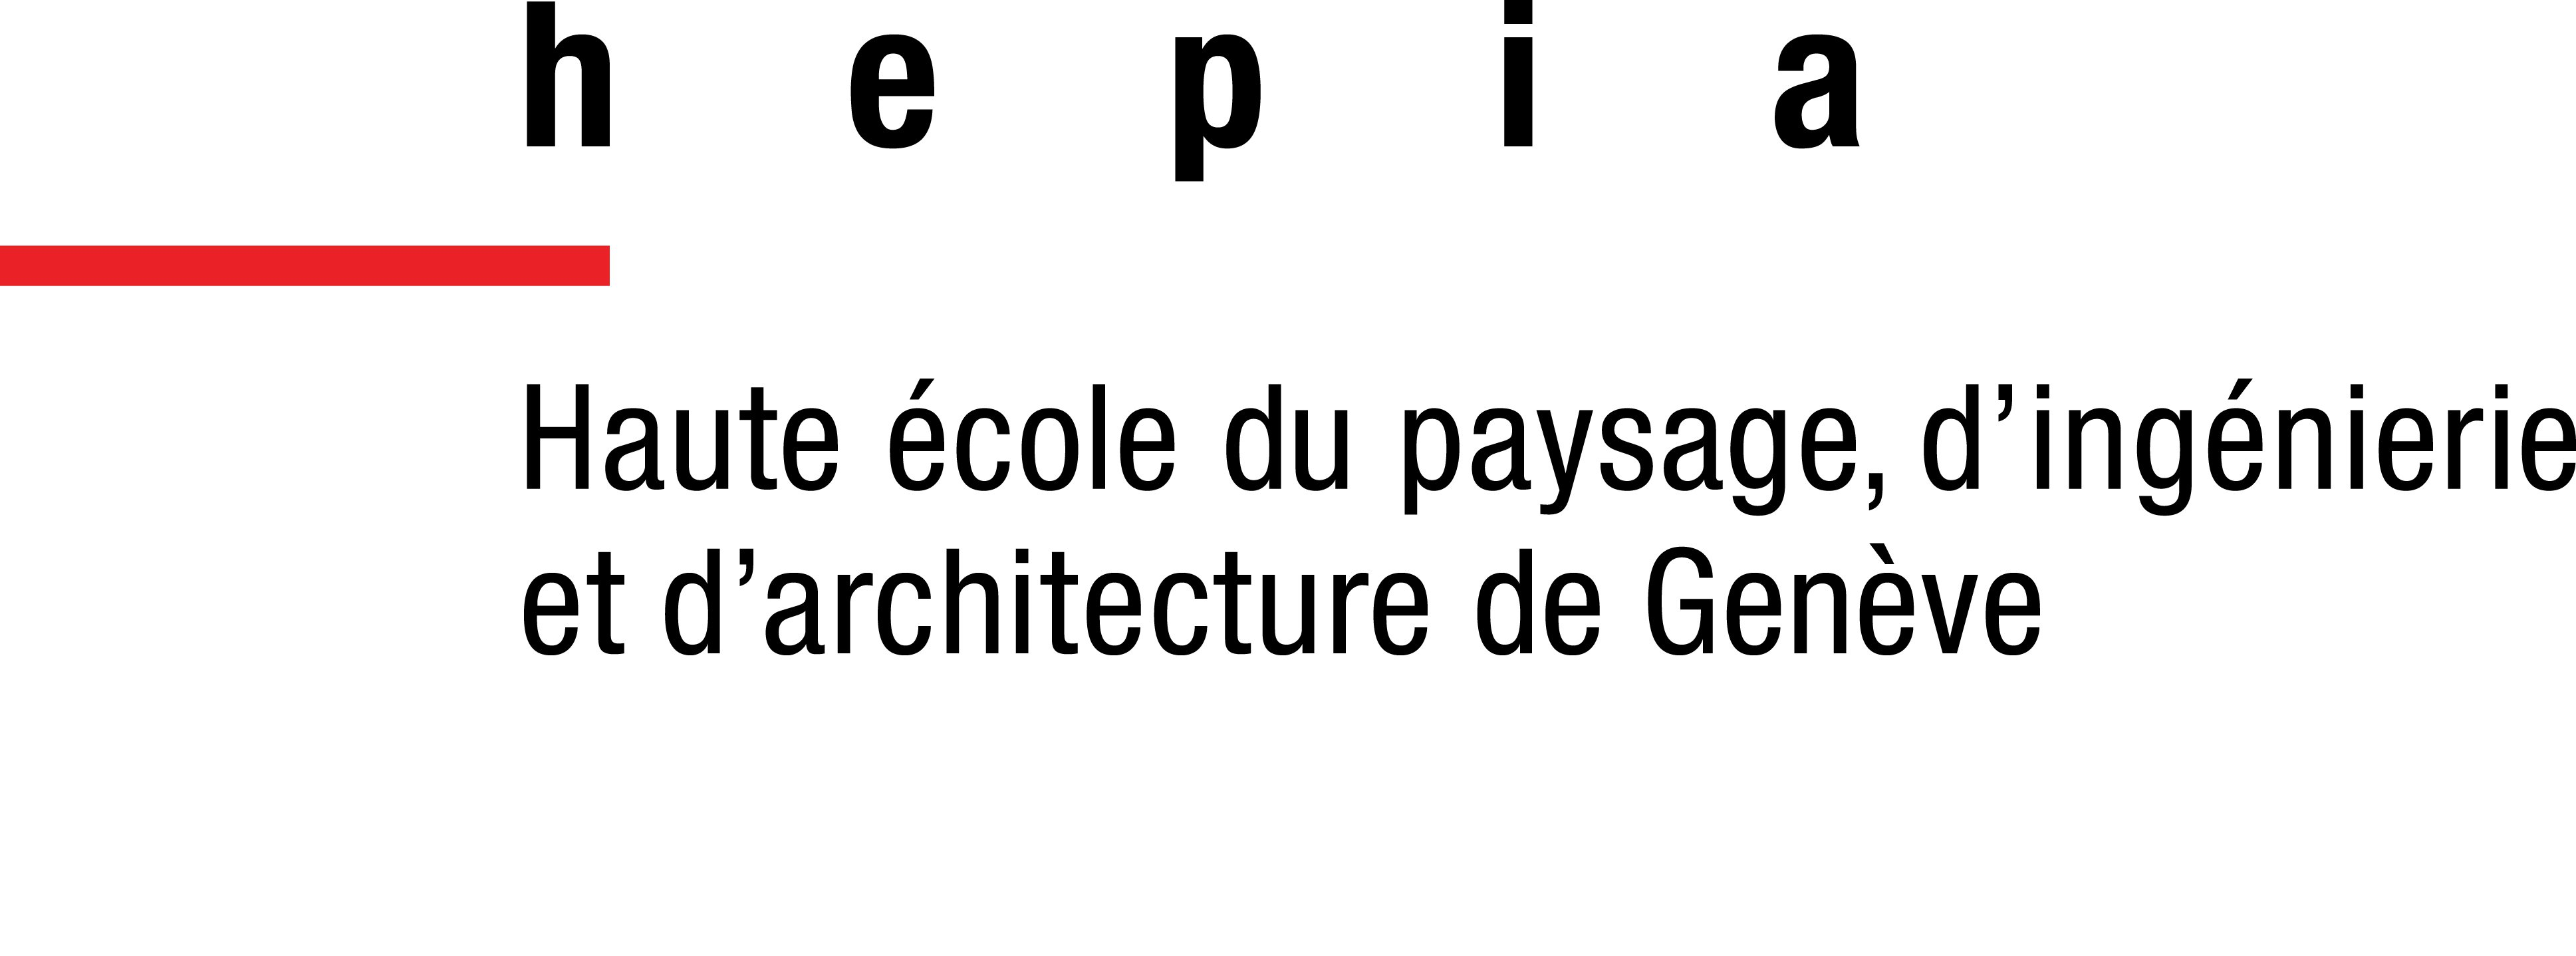 h e p i a
Haute école du paysage, d’ingénierie
et d’architecture de Genève